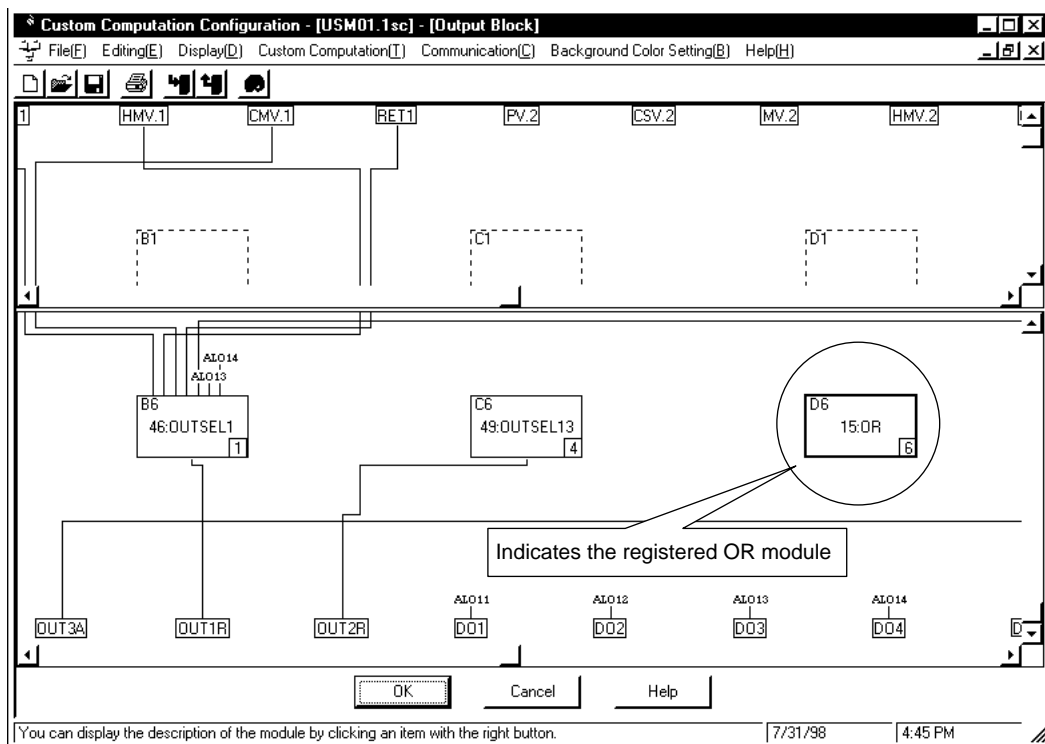 Custom Computation Configuration - [USM01.1sc] - [Output Block]
File(F) Editing(E) Display(D) Custom Computation(T) Communication(C) Background Color Setting(B) Help(H)
1 HMV.1 CMV.1 RET1 PV.2 CSV.2 MV.2 HMV.2
B1 C1 D1
ALO14
ALO13
B6 C6 D6
46:OUTSEL1 49:OUTSEL13 15:OR
1 4 6
Indicates the registered OR module
ALO11 ALO12 ALO13 ALO14
OUT3A OUT1R OUT2R DO1 DO2 DO3 DO4 D
OK Cancel Help
You can display the description of the module by clicking an item with the right button. 7/31/98 4:45 PM